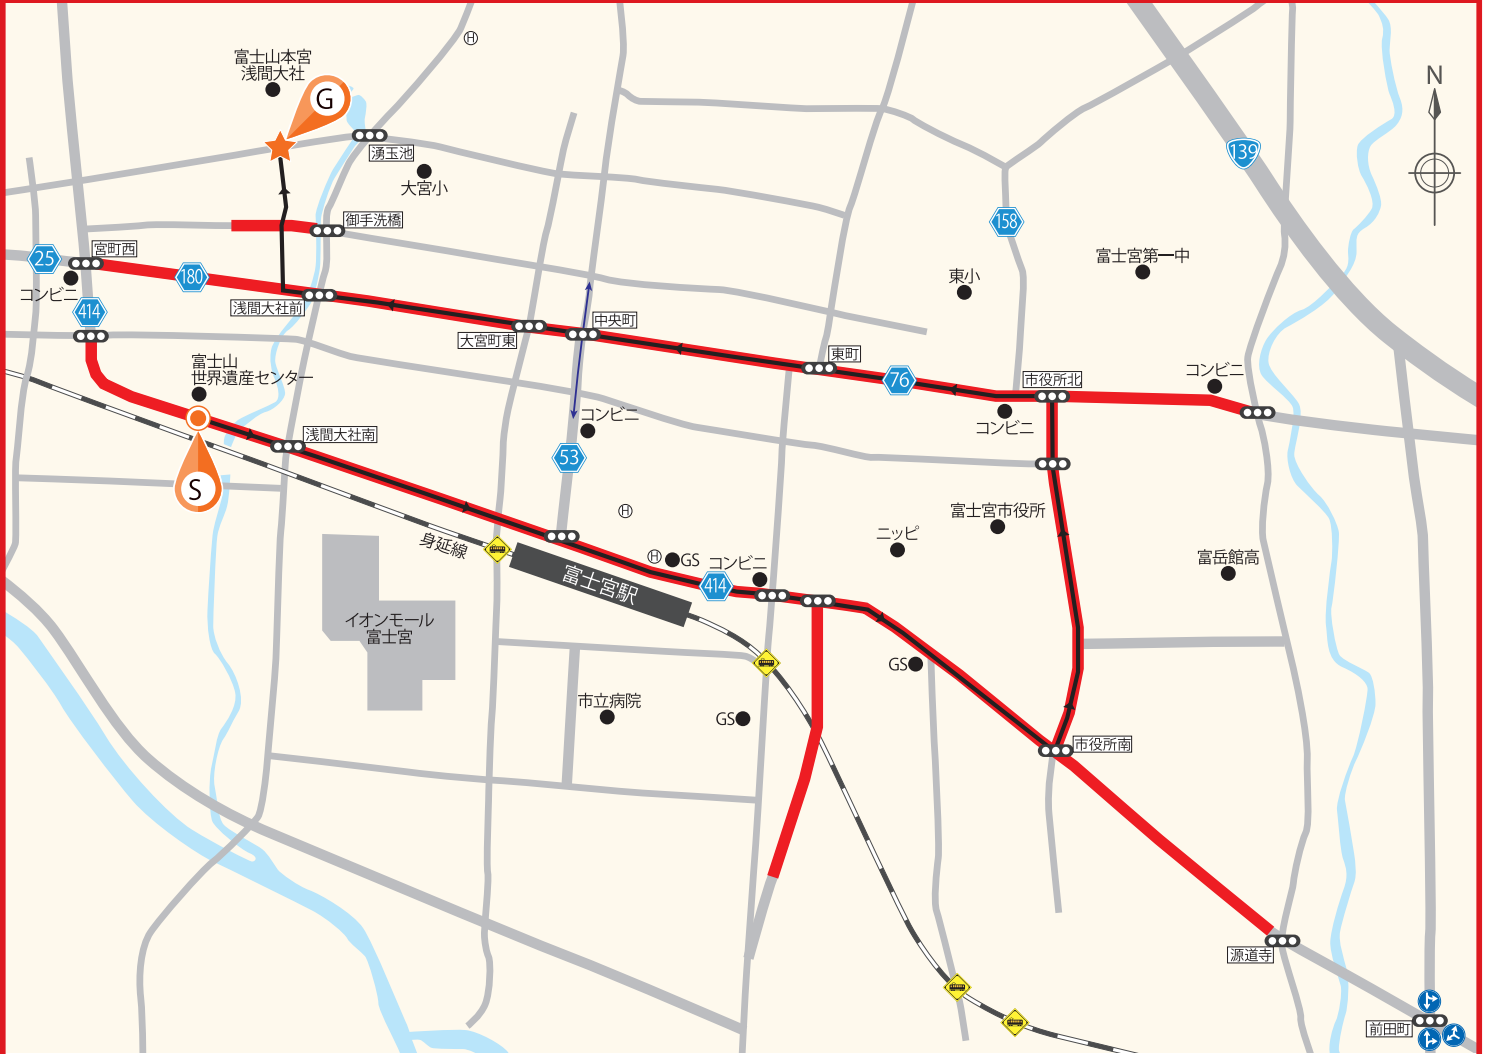 富士山本宮
浅間大社
G
Ⓗ
N
湧玉池
大宮小
139
御手洗橋
158
宮町西
25
180
コンビニ
富士宮第一中
東小
浅間大社前
414
中央町
大宮町東
東町
富士山
世界遺産センター
76
市役所北
コンビニ
コンビニ
コンビニ
浅間大社南
53
S
Ⓗ
富士宮市役所
ニッピ
身延線
富士宮駅
Ⓗ
GS
コンビニ
414
富岳館高
イオンモール
富士宮
GS
市立病院
GS
市役所南
源道寺
前田町